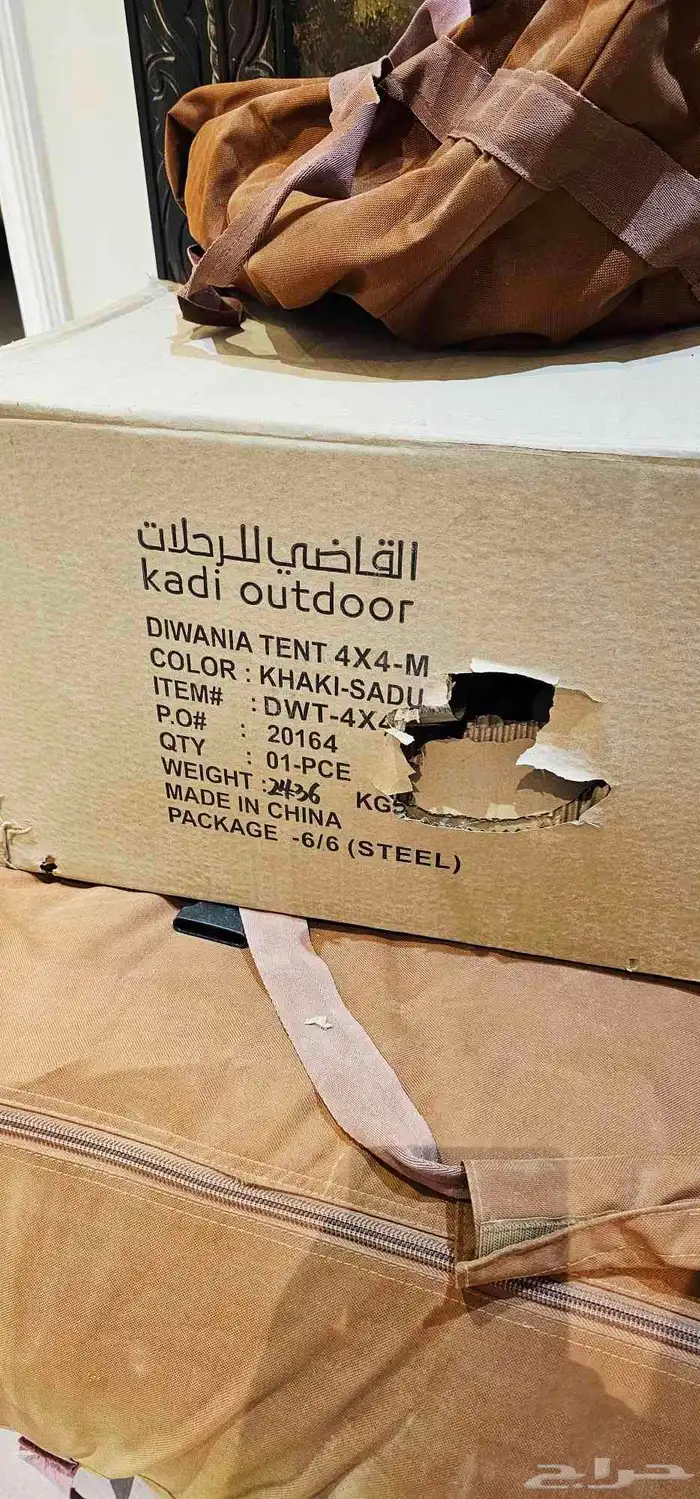 القاضي للرحلات
kadi outdoor
DIWANIA TENT 4X4-M
COLOR : KHAKI-SADU
ITEM# : DWT-4X4
P.O# : 20164
QTY : 01-PCE
WEIGHT : 2436 KGS
MADE IN CHINA
PACKAGE -6/6 (STEEL)
حراج